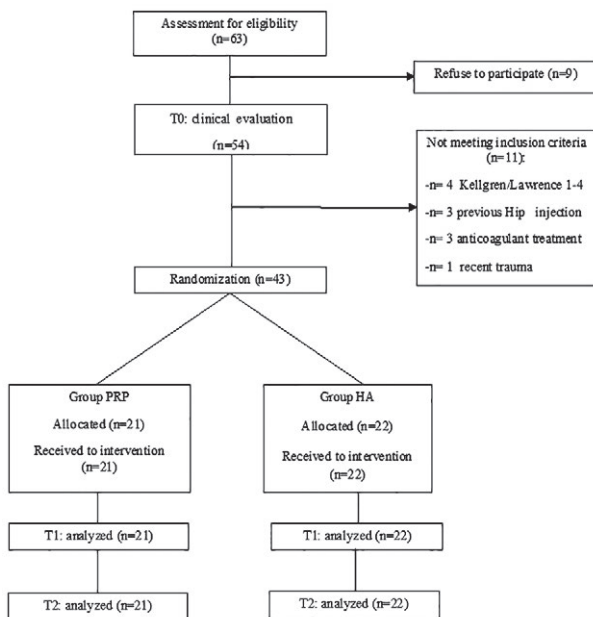 Assessment for eligibility
(n=63)
Refuse to participate (n=9)
T0: clinical evaluation
(n=54)
Not meeting inclusion criteria
(n=11):
-n= 4 Kellgren/Lawrence 1-4
-n= 3 previous Hip injection
-n= 3 anticoagulant treatment
-n= 1 recent trauma
Randomization (n=43)
Group PRP
Allocated (n=21)
Received to intervention
(n=21)
Group HA
Allocated (n=22)
Received to intervention
(n=22)
T1: analyzed (n=21)
T1: analyzed (n=22)
T2: analyzed (n=21)
T2: analyzed (n=22)